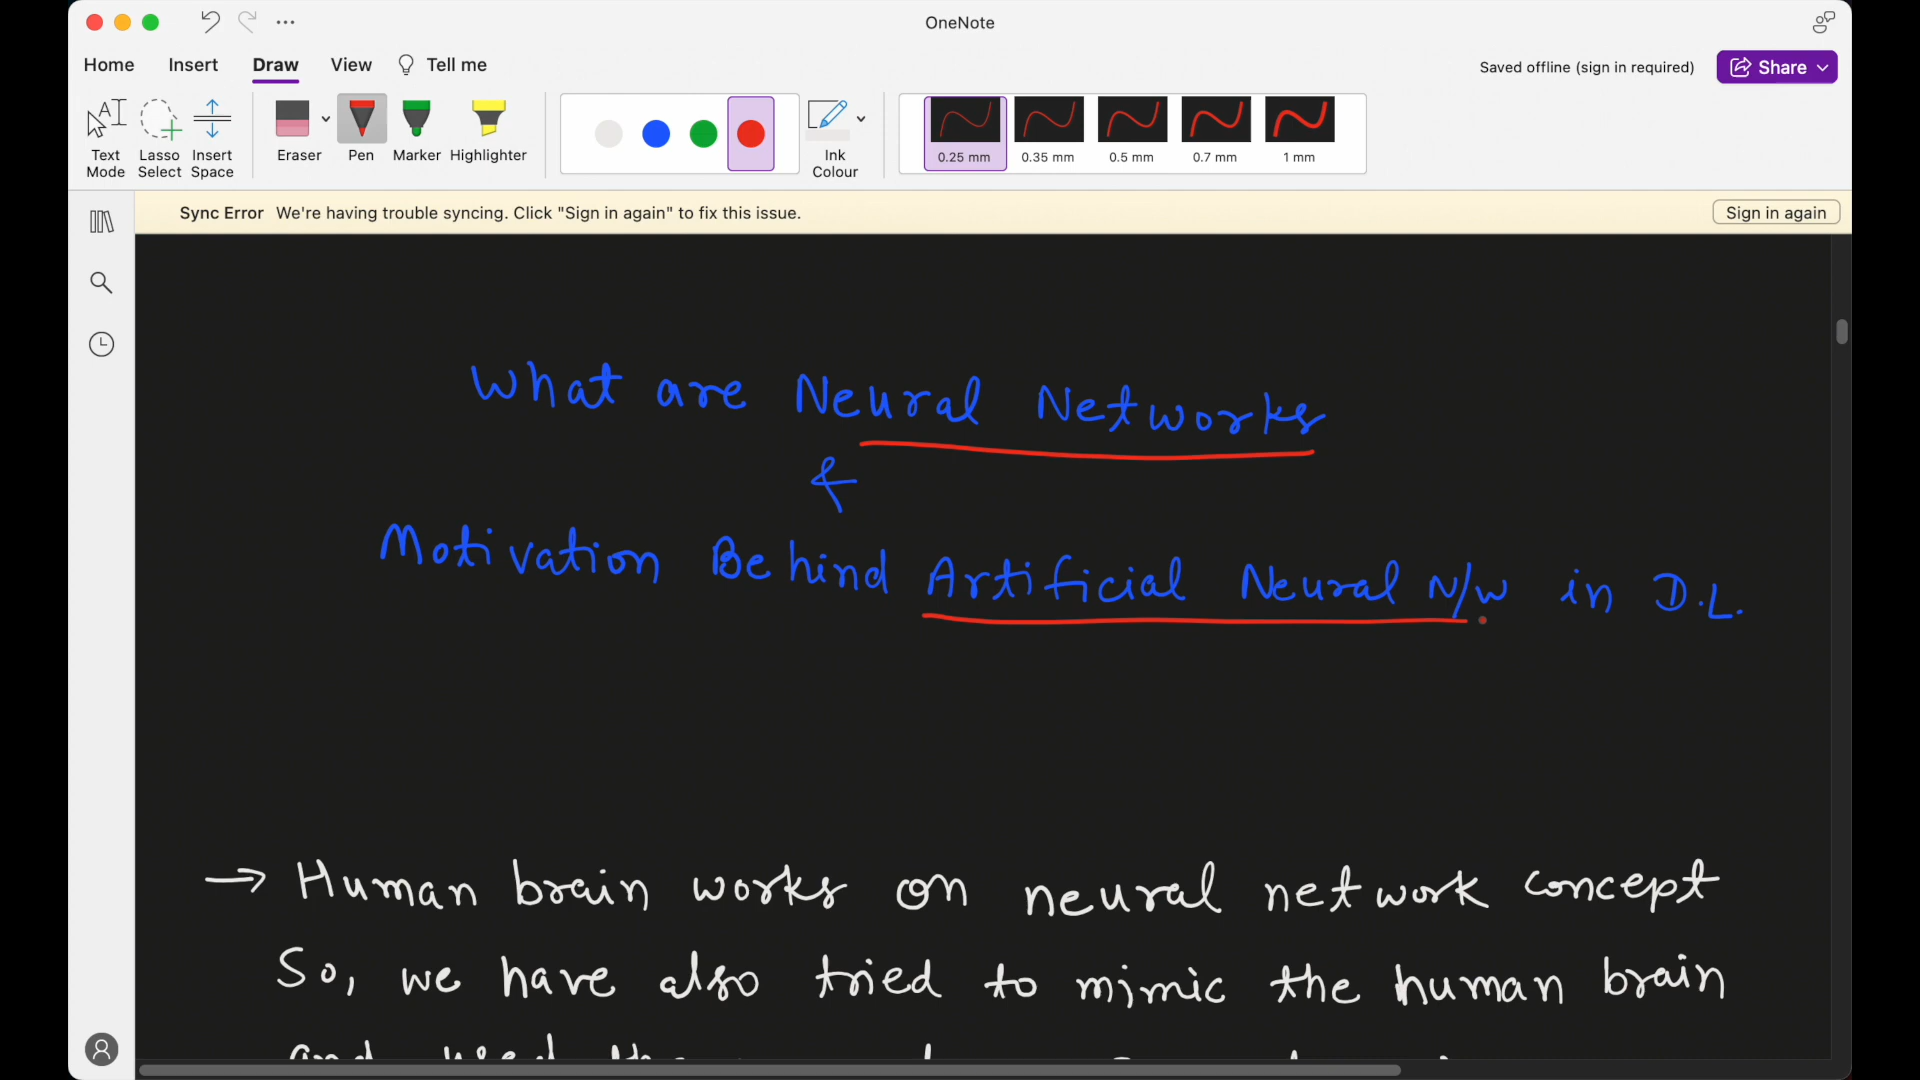 OneNote
Home Insert Draw View Tell me
Saved offline (sign in required)
Share
Text Mode
Lasso Select
Insert Space
Eraser
Pen
Marker
Highlighter
Ink Colour
0.25 mm
0.35 mm
0.5 mm
0.7 mm
1 mm
Sync Error We're having trouble syncing. Click "Sign in again" to fix this issue.
Sign in again
What are Neural Networks
&
Motivation Behind Artificial Neural N/W in D.L.
→ Human brain works on neural network concept
So, we have also tried to mimic the human brain
and used the